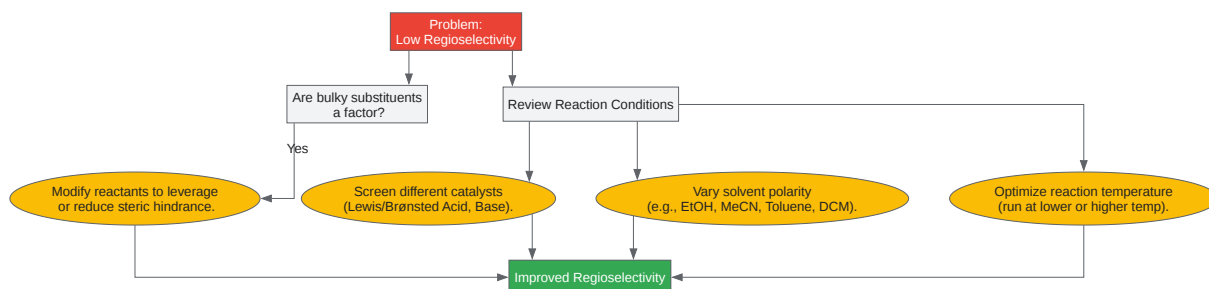 Problem:
Low Regioselectivity
Are bulky substituents
a factor?
Review Reaction Conditions
Yes
Modify reactants to leverage
or reduce steric hindrance.
Screen different catalysts
(Lewis/Brønsted Acid, Base).
Vary solvent polarity
(e.g., EtOH, MeCN, Toluene, DCM).
Optimize reaction temperature
(run at lower or higher temp).
Improved Regioselectivity